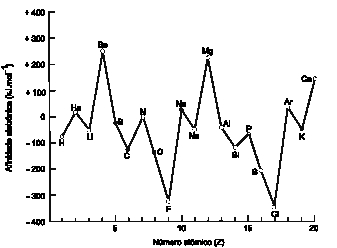 + 400
+ 300
+ 200
+ 100
0
- 100
- 200
- 300
- 400
Afinidade eletrônica (kJ.mol⁻¹)
H
He
Li
Be
B
C
N
O
F
Ne
Na
Mg
Al
Si
P
S
Cl
Ar
K
Ca
5
10
15
20
Número atômico (Z)